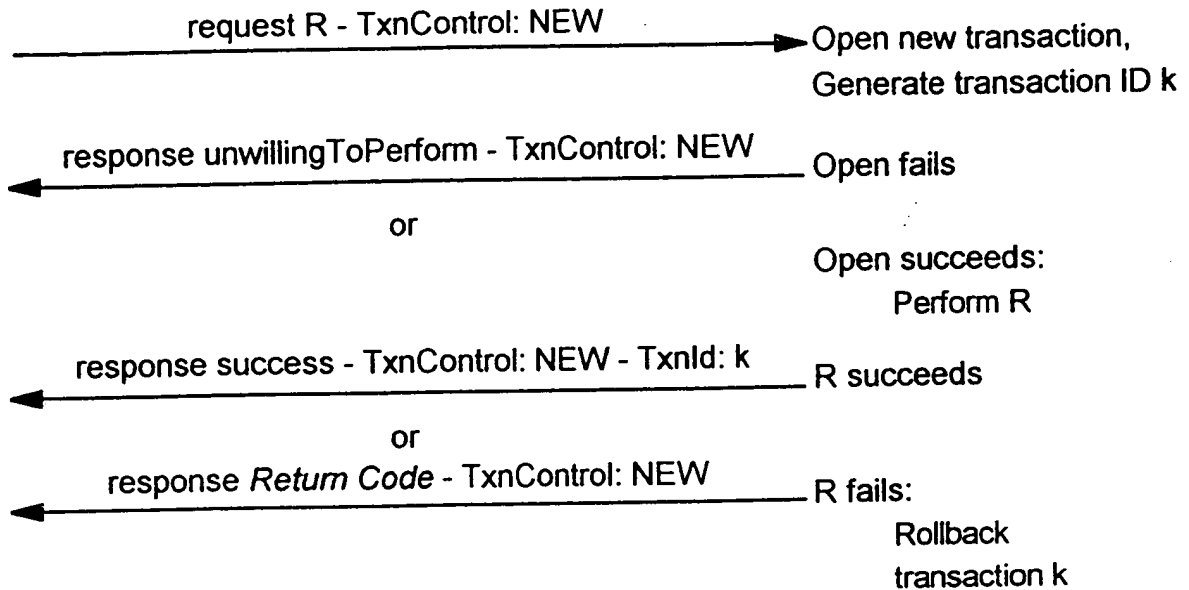 request R - TxnControl: NEW
Open new transaction,
Generate transaction ID k
response unwillingToPerform - TxnControl: NEW
Open fails
or
Open succeeds:
Perform R
response success - TxnControl: NEW - TxnId: k
R succeeds
or
response Return Code - TxnControl: NEW
R fails:
Rollback
transaction k